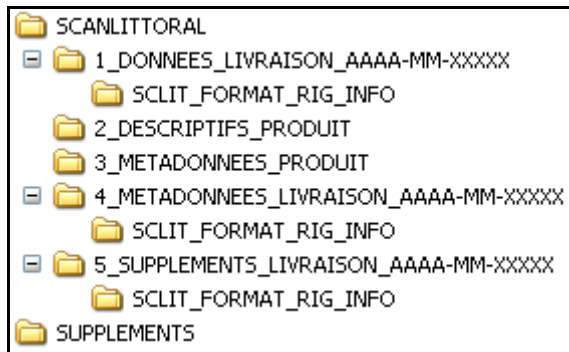 SCANLITTORAL
1_DONNEES_LIVRAISON_AAAA-MM-XXXXX
SCLIT_FORMAT_RIG_INFO
2_DESCRIPTIFS_PRODUIT
3_METADONNEES_PRODUIT
4_METADONNEES_LIVRAISON_AAAA-MM-XXXXX
SCLIT_FORMAT_RIG_INFO
5_SUPPLEMENTS_LIVRAISON_AAAA-MM-XXXXX
SCLIT_FORMAT_RIG_INFO
SUPPLEMENTS